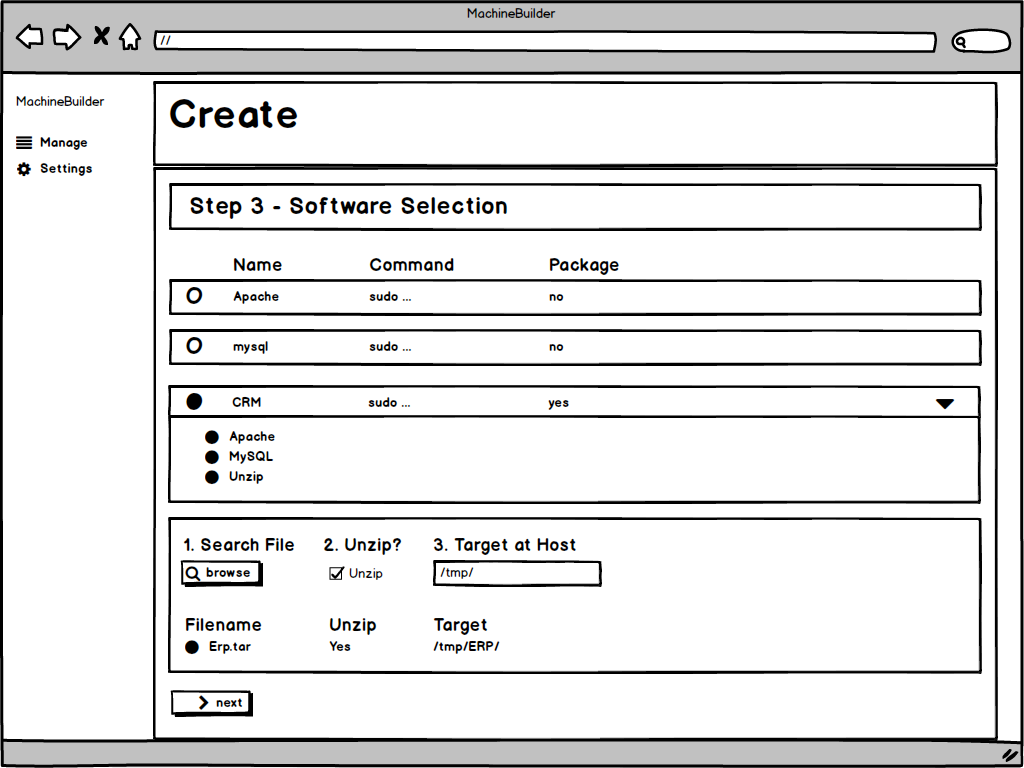 MachineBuilder
//
MachineBuilder
Manage
Settings
Create
Step 3 - Software Selection
Name Command Package
Apache sudo ... no
mysql sudo ... no
CRM sudo ... yes
Apache
MySQL
Unzip
1. Search File 2. Unzip? 3. Target at Host
browse Unzip /tmp/
Filename Unzip Target
Erp.tar Yes /tmp/ERP/
next